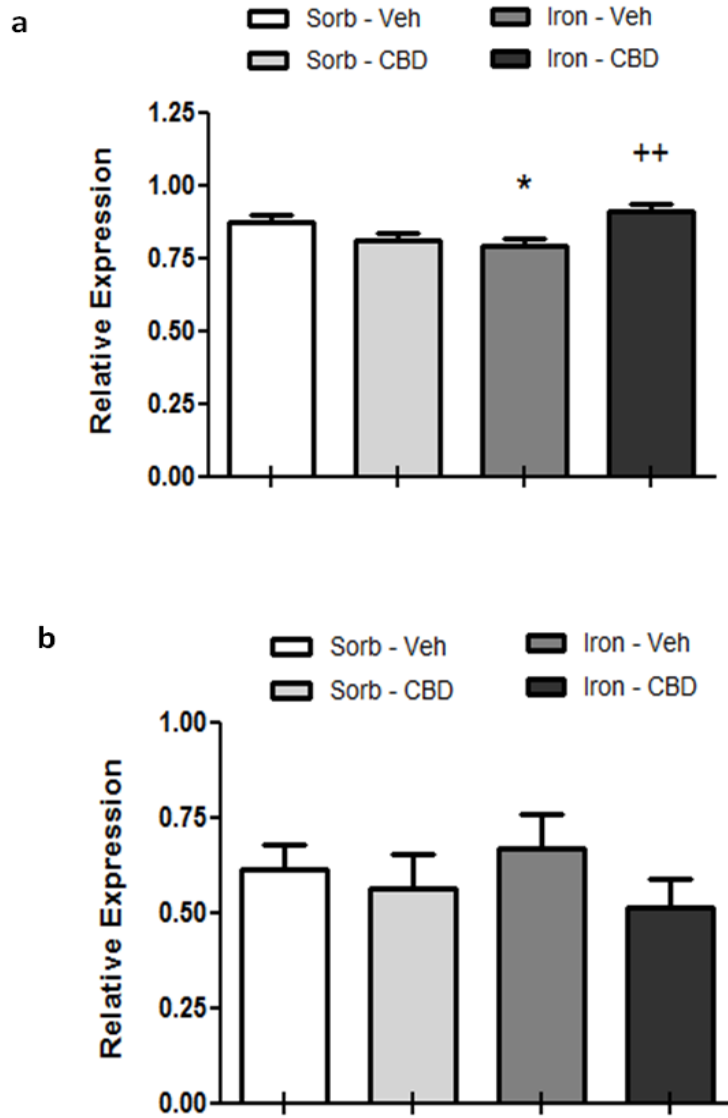 a
Sorb - Veh Iron - Veh
Sorb - CBD Iron - CBD
1.25
1.00
0.75
0.50
0.25
0.00
Relative Expression
* ++
b
Sorb - Veh Iron - Veh
Sorb - CBD Iron - CBD
1.00
0.75
0.50
0.25
0.00
Relative Expression